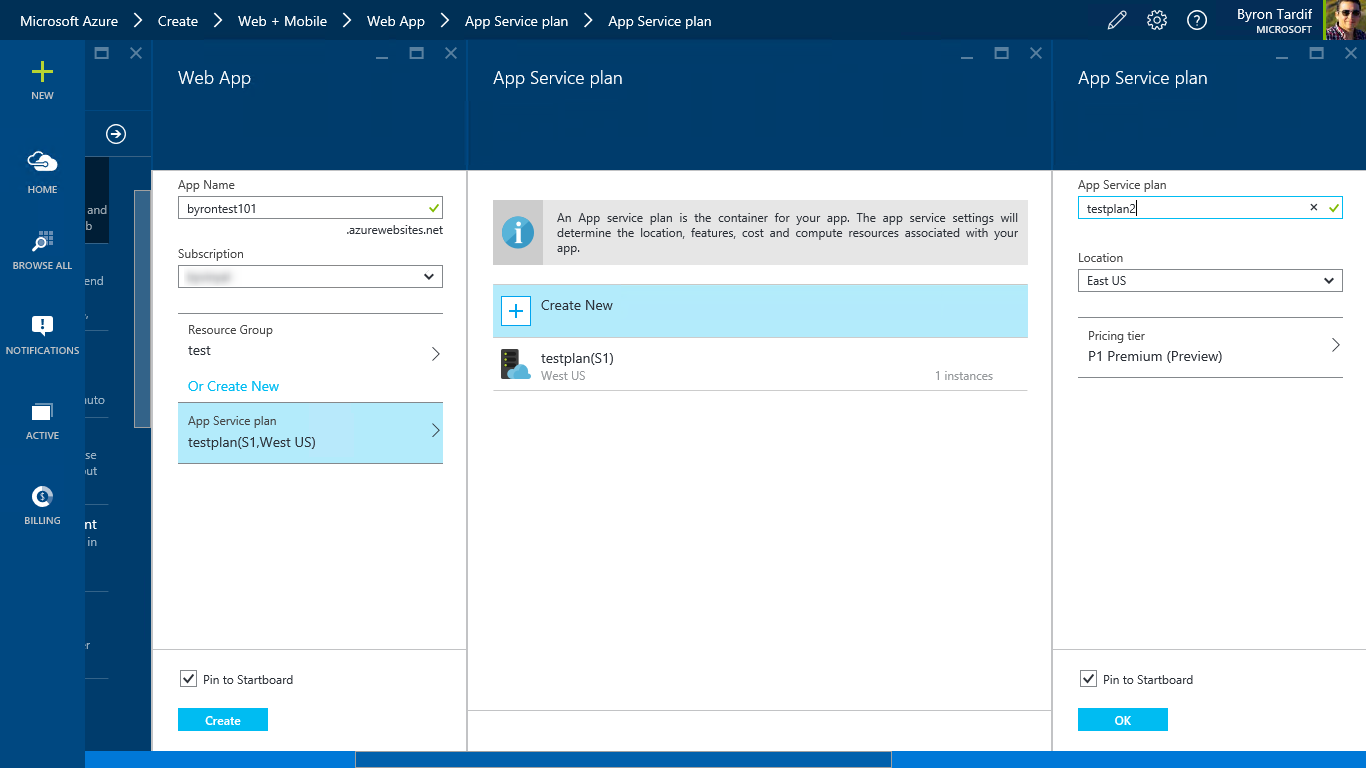 Microsoft Azure
Create
Web + Mobile
Web App
App Service plan
App Service plan
Byron Tardif
MICROSOFT
NEW
HOME
BROWSE ALL
NOTIFICATIONS
ACTIVE
BILLING
and
b
end
auto
se
out
nt
in
er
Web App
App Name
byrontest101
.azurewebsites.net
Subscription
Resource Group
test
Or Create New
App Service plan
testplan(S1,West US)
Pin to Startboard
Create
App Service plan
An App service plan is the container for your app. The app service settings will
determine the location, features, cost and compute resources associated with your
app.
Create New
testplan(S1)
West US
1 instances
App Service plan
App Service plan
testplan2
Location
East US
Pricing tier
P1 Premium (Preview)
Pin to Startboard
OK